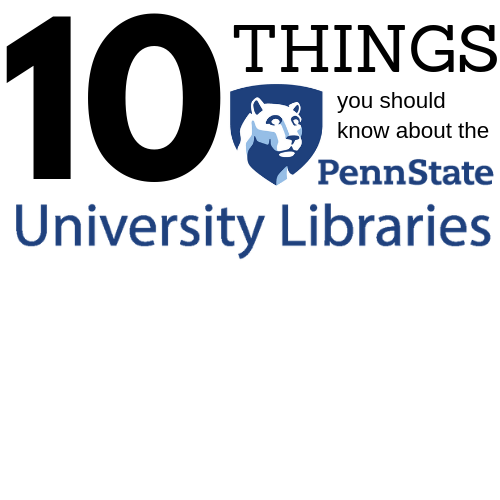 10 THINGS
you should
know about the
PennState
University Libraries